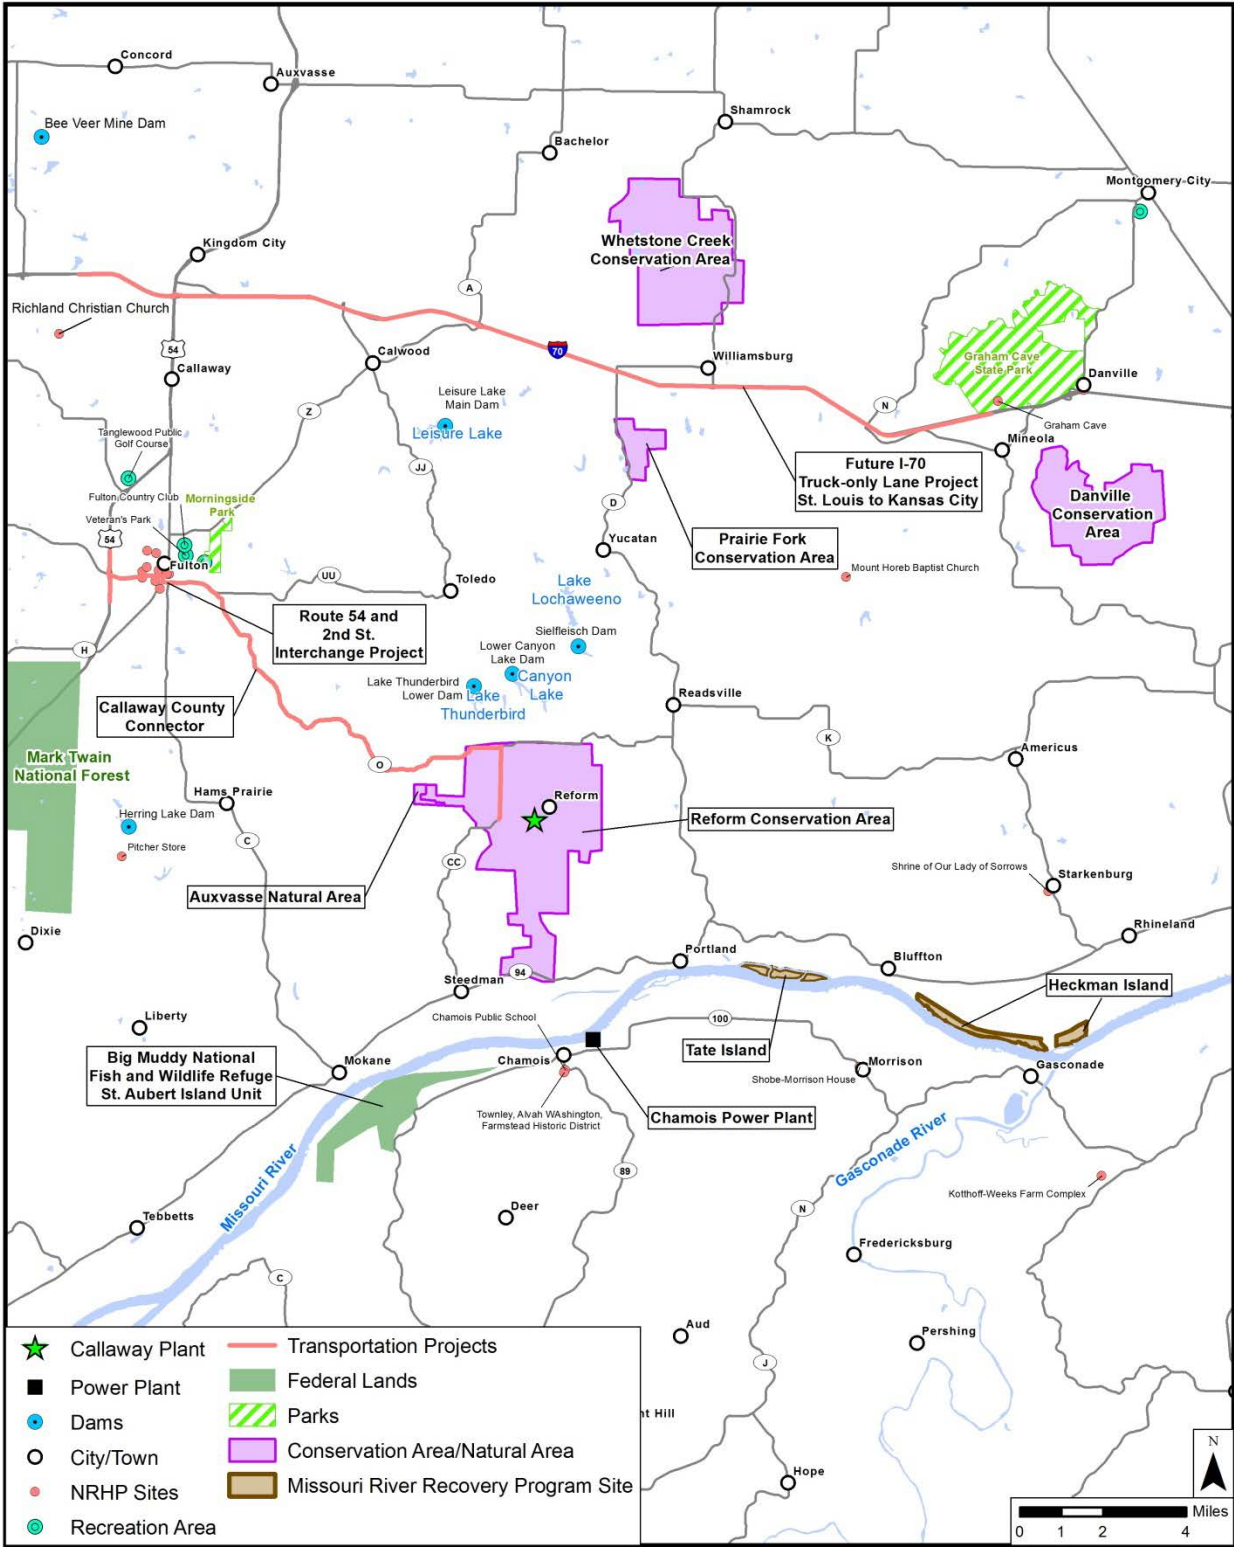 Concord
Auxvasse
Bee Veer Mine Dam
Shamrock
Bachelor
Montgomery City
Kingdom City
Whetstone Creek
Conservation Area
A
Richland Christian Church
54
70
Callaway
Calwood
Williamsburg
Graham Cave
State Park
Danville
Leisure Lake
Main Dam
Leisure Lake
Z
N
Graham Cave
Tanglewood Public
Golf Course
Mineola
JJ
Future I-70
Truck-only Lane Project
St. Louis to Kansas City
Fulton Country Club
Morningside
Park
Danville
Conservation
Area
D
Veteran's Park
54
Prairie Fork
Conservation Area
Yucatan
Fulton
Mount Horeb Baptist Church
UU
Toledo
Lake
Lochaweeno
Route 54 and
2nd St.
Interchange Project
Sielfleisch Dam
H
Lower Canyon
Lake Dam
Canyon
Lake
Lake Thunderbird
Lower Dam
Lake
Thunderbird
Readsville
Callaway County
Connector
K
Americus
Mark Twain
National Forest
O
Hams Prairie
Reform
Herring Lake Dam
Reform Conservation Area
C
Pitcher Store
CC
Shrine of Our Lady of Sorrows
Starkenburg
Auxvasse Natural Area
Dixie
Rhineland
Portland
Bluffton
94
Steedman
Heckman Island
Liberty
Chamois Public School
100
Tate Island
Big Muddy National
Fish and Wildlife Refuge
St. Aubert Island Unit
Mokane
Chamois
Morrison
Gasconade
Shobe-Morrison House
Townley, Alvah WAshington,
Farmstead Historic District
Chamois Power Plant
Missouri River
Gasconade River
89
Kotthoff-Weeks Farm Complex
Deer
N
Tebbetts
Fredericksburg
C
Aud
Pershing
J
nt Hill
Hope
Callaway Plant
Power Plant
Dams
City/Town
NRHP Sites
Recreation Area
Transportation Projects
Federal Lands
Parks
Conservation Area/Natural Area
Missouri River Recovery Program Site
N
Miles
0 1 2 4